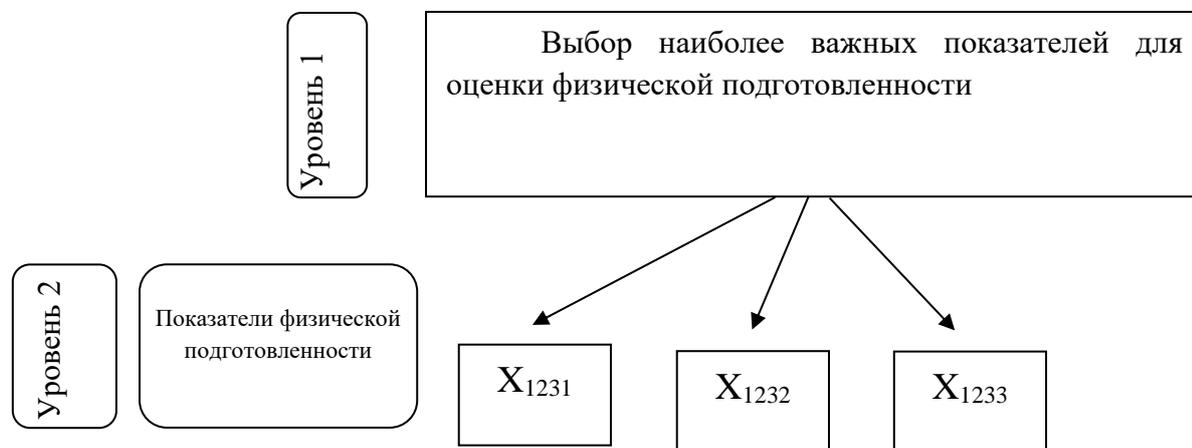 Уровень 1
Выбор наиболее важных показателей для
оценки физической подготовленности
Уровень 2
Показатели физической
подготовленности
X1231
X1232
X1233